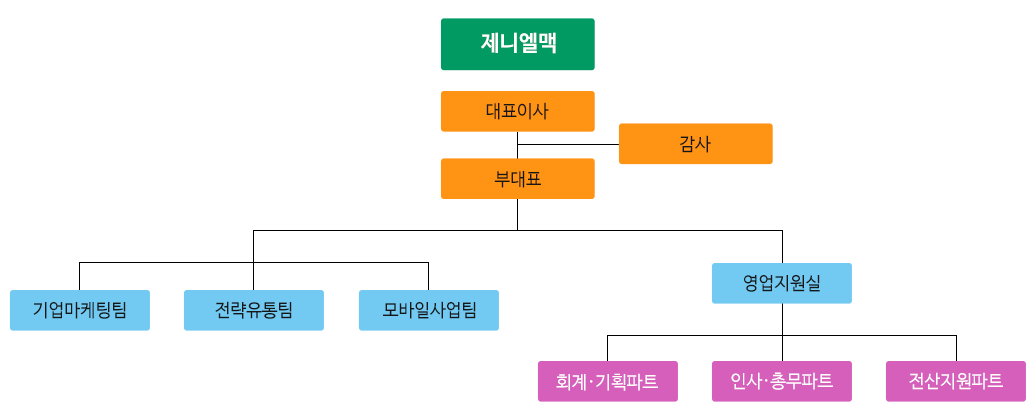 제니엘맥
대표이사
감사
부대표
영업지원실
기업마케팅팀
전략유통팀
모바일사업팀
회계·기획파트
인사·총무파트
전산지원파트